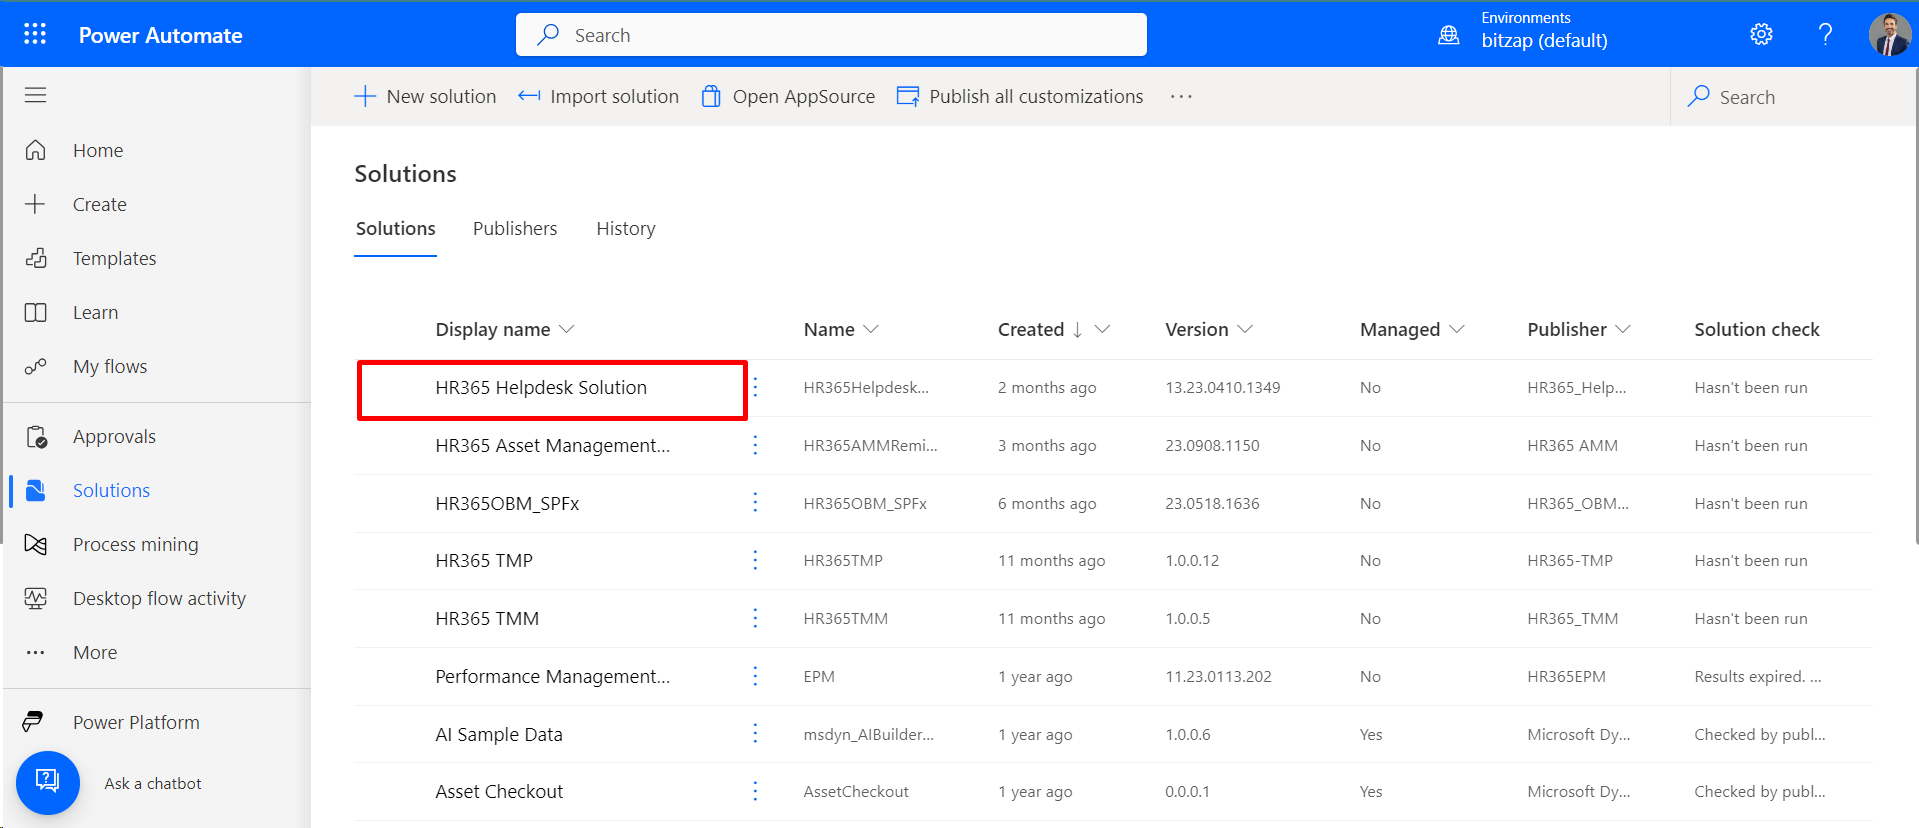 Power Automate
Search
Environments
bitzap (default)
?
New solution
Import solution
Open AppSource
Publish all customizations
...
Search
Home
Create
Templates
Learn
My flows
Approvals
Solutions
Process mining
Desktop flow activity
More
Power Platform
Ask a chatbot
Solutions
Solutions Publishers History
Display name Name Created ↓ Version Managed Publisher Solution check
HR365 Helpdesk Solution HR365Helpdesk... 2 months ago 13.23.0410.1349 No HR365_Help... Hasn't been run
HR365 Asset Management... HR365AMMRemi... 3 months ago 23.0908.1150 No HR365 AMM Hasn't been run
HR365OBM_SPFx HR365OBM_SPFx 6 months ago 23.0518.1636 No HR365_OBM... Hasn't been run
HR365 TMP HR365TMP 11 months ago 1.0.0.12 No HR365-TMP Hasn't been run
HR365 TMM HR365TMM 11 months ago 1.0.0.5 No HR365_TMM Hasn't been run
Performance Management... EPM 1 year ago 11.23.0113.202 No HR365EPM Results expired. ...
AI Sample Data msdyn_AIBuilder... 1 year ago 1.0.0.6 Yes Microsoft Dy... Checked by publ...
Asset Checkout AssetCheckout 1 year ago 0.0.0.1 Yes Microsoft Dy... Checked by publ...